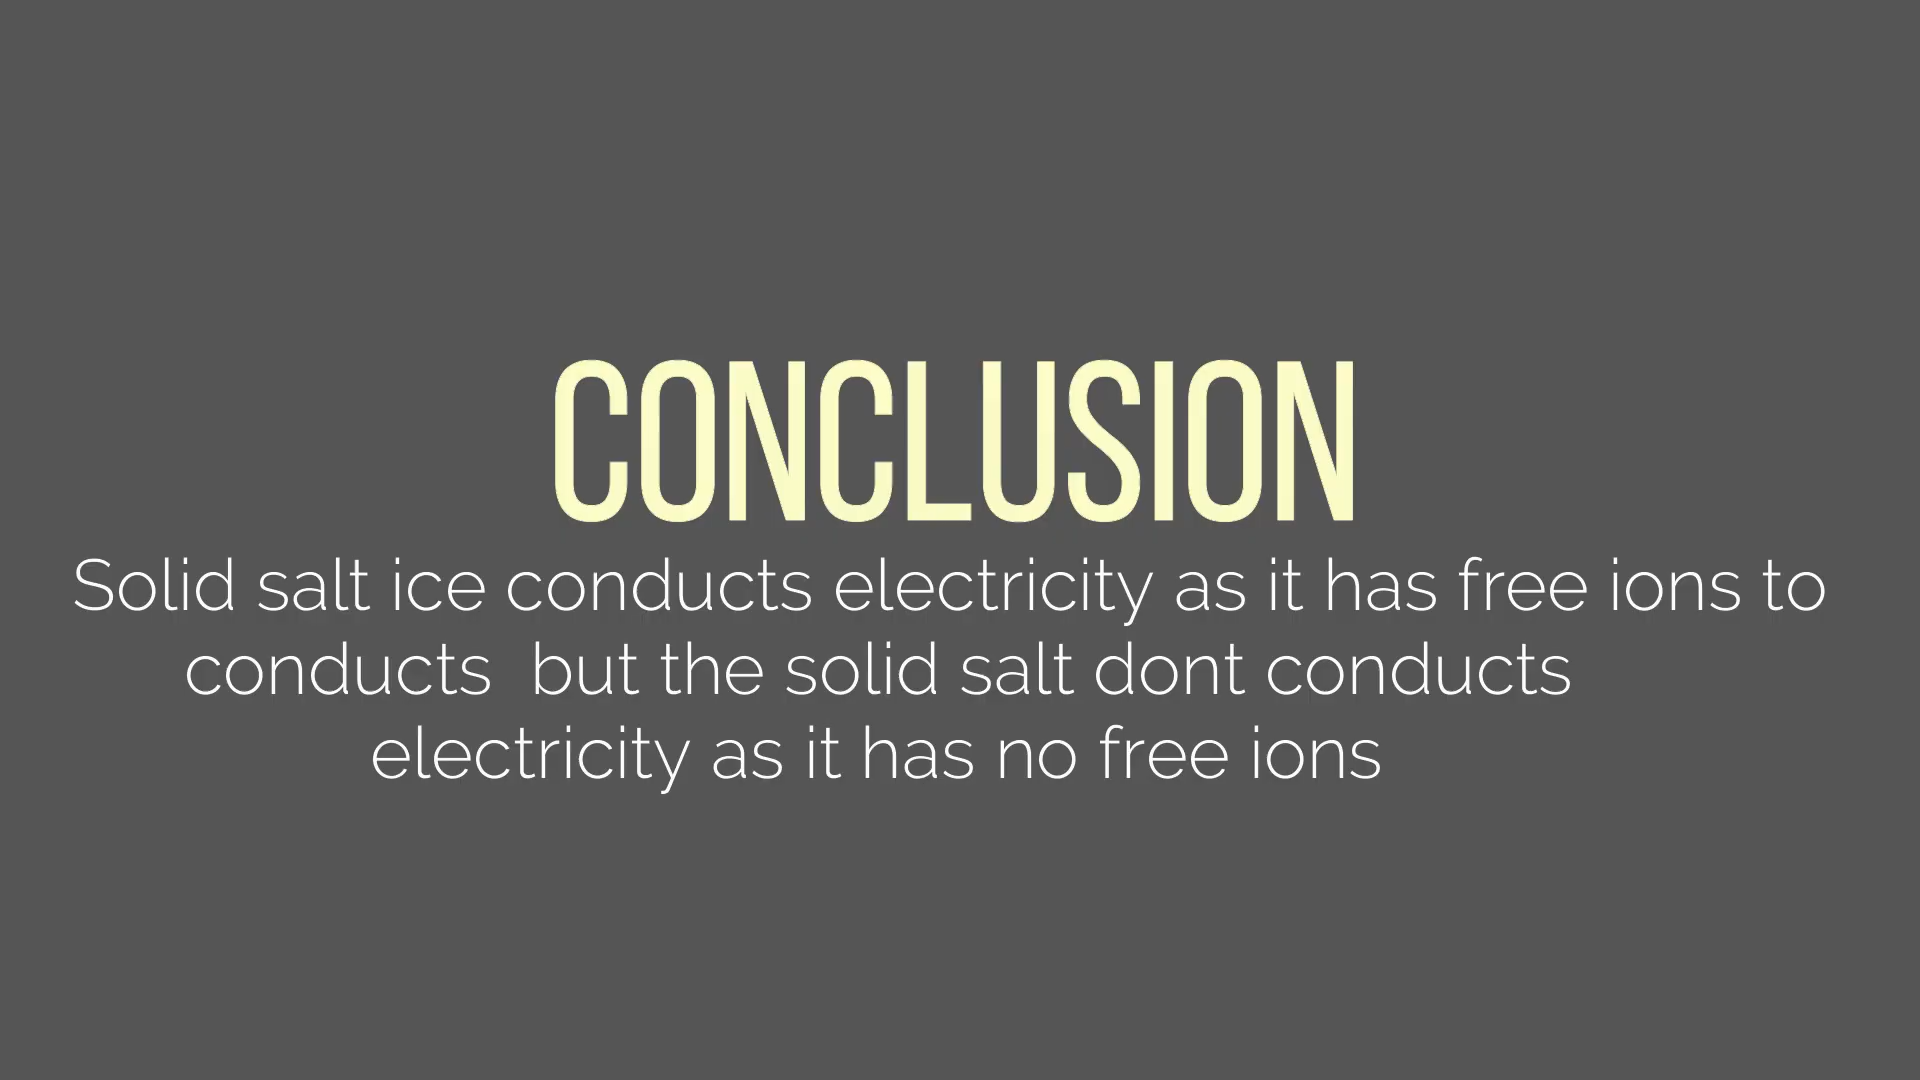 CONCLUSION
Solid salt ice conducts electricity as it has free ions to
conducts  but the solid salt dont conducts
electricity as it has no free ions